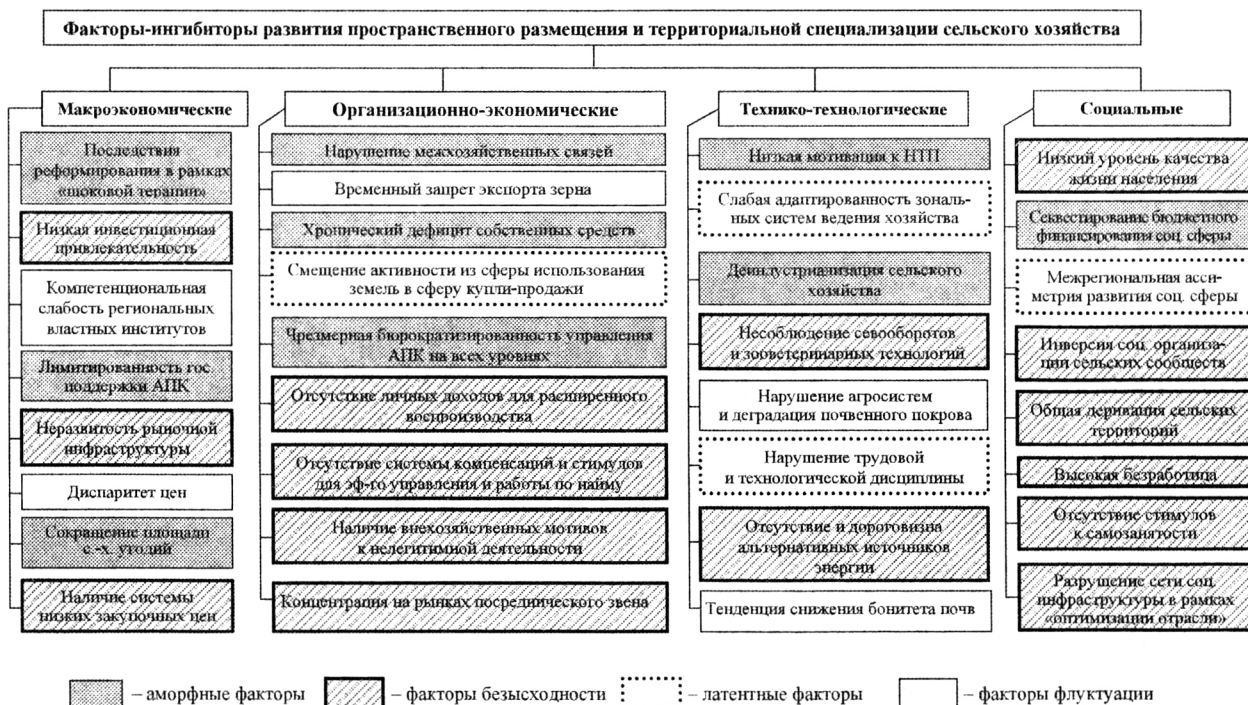 Факторы-ингибиторы развития пространственного размещения и территориальной специализации сельского хозяйства
Макроэкономические
Последствия
реформирования в рамках
«шоковой терапии»
Низкая инвестиционная
привлекательность
Компетенциональная
слабость региональных
властных институтов
Лимитированность гос.
поддержки АПК
Неразвитость рыночной
инфраструктуры
Диспаритет цен
Сокращение площади
с.-х. угодий
Наличие системы
низких закупочных цен
Организационно-экономические
Нарушение межхозяйственных связей
Временный запрет экспорта зерна
Хронический дефицит собственных средств
Смещение активности из сферы использования
земель в сферу купли-продажи
Чрезмерная бюрократизированность управления
АПК на всех уровнях
Отсутствие личных доходов для расширенного
воспроизводства
Отсутствие системы компенсаций и стимулов
для эф-го управления и работы по найму
Наличие внехозяйственных мотивов
к нелегитимной деятельности
Концентрация на рынках посреднического звена
Технико-технологические
Низкая мотивация к НТП
Слабая адаптированность зональ-
ных систем ведения хозяйства
Деиндустриализация сельского
хозяйства
Несоблюдение севооборотов
и зооветеринарных технологий
Нарушение агросистем
и деградация почвенного покрова
Нарушение трудовой
и технологической дисциплины
Отсутствие и дороговизна
альтернативных источников
энергии
Тенденция снижения бонитета почв
Социальные
Низкий уровень качества
жизни населения
Секвестирование бюджетного
финансирования соц. сферы
Межрегиональная асси-
метрия развития соц. сферы
Инверсия соц. организа-
ции сельских сообществ
Общая деривация сельских
территорий
Высокая безработица
Отсутствие стимулов
к самозанятости
Разрушение сети соц.
инфраструктуры в рамках
«оптимизации отрасли»
– аморфные факторы – факторы безысходности – латентные факторы – факторы флуктуации